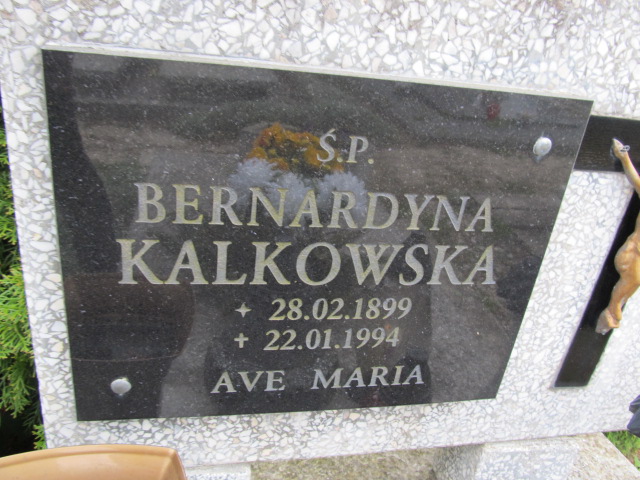 Ś.P.
BERNARDYNA
KALKOWSKA
✦ 28.02.1899
✝ 22.01.1994
AVE MARIA